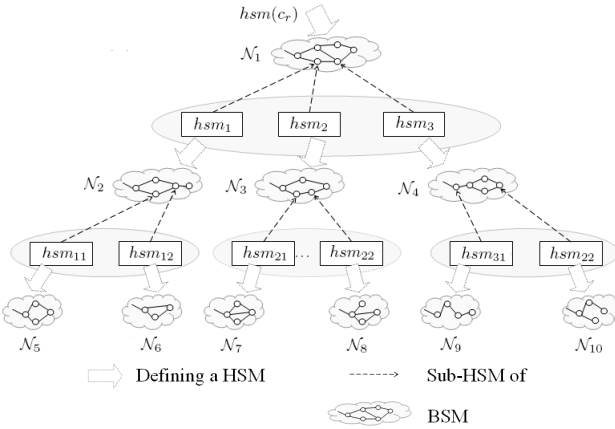 hsm(c_r)
N_1
hsm_1 hsm_2 hsm_3
N_2 N_3 N_4
hsm_11 hsm_12 hsm_21 ... hsm_22 hsm_31 hsm_22
N_5 N_6 N_7 N_8 N_9 N_10
Defining a HSM Sub-HSM of
BSM